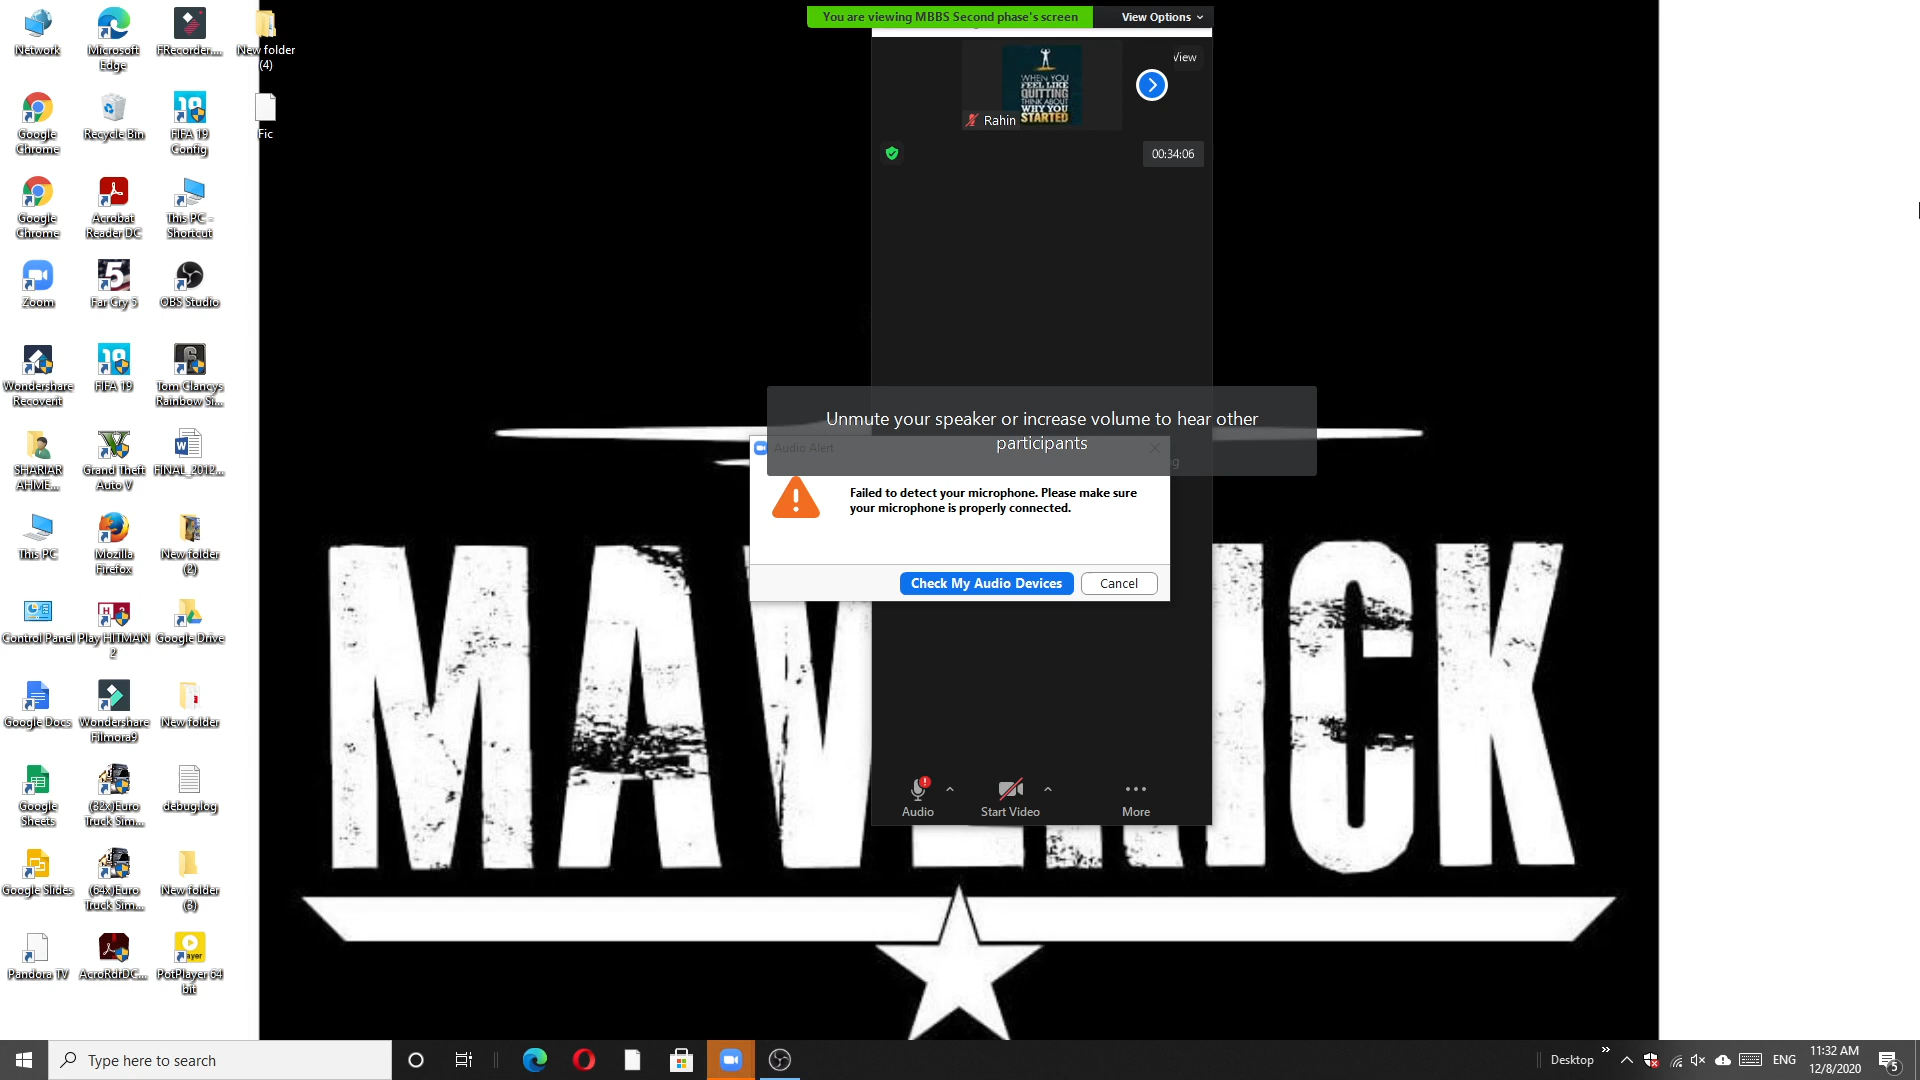 You are viewing MBBS Second phase's screen
View Options
View
WHEN YOU
FEEL LIKE
QUITTING
THINK ABOUT
WHY YOU
STARTED
Rahin
00:34:06
Network
Microsoft
Edge
FRecorder....
New folder
(4)
Google
Chrome
Recycle Bin
FIFA 19
Config
Fic
Google
Chrome
Acrobat
Reader DC
This PC -
Shortcut
Zoom
Far Cry 5
OBS Studio
Wondershare
Recoverit
FIFA 19
Tom Clancys
Rainbow Si...
SHARIAR
AHME...
Grand Theft
Auto V
FINAL_2012...
This PC
Mozilla
Firefox
New folder
(2)
Control Panel
Play HITMAN
2
Google Drive
Google Docs
Wondershare
Filmora9
New folder
Google
Sheets
(32x)Euro
Truck Sim...
debug.log
Google Slides
(64x)Euro
Truck Sim...
New folder
(3)
Pandora TV
AcroRdrDC...
PotPlayer 64
bit
Unmute your speaker or increase volume to hear other
participants
Audio Alert
Failed to detect your microphone. Please make sure
your microphone is properly connected.
Check My Audio Devices
Cancel
Audio
Start Video
More
Type here to search
Desktop
ENG
11:32 AM
12/8/2020
5